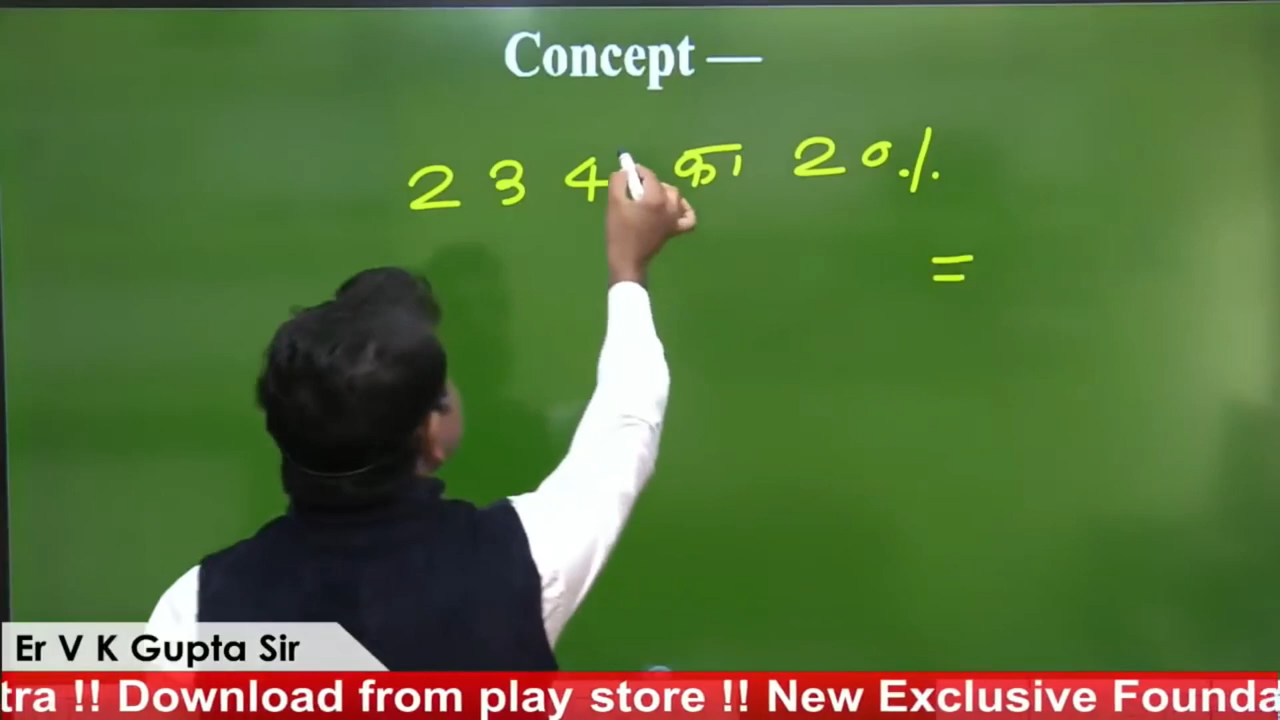 Concept —
234 का 20%
=
Er V K Gupta Sir
tra !! Download from play store !! New Exclusive Founda